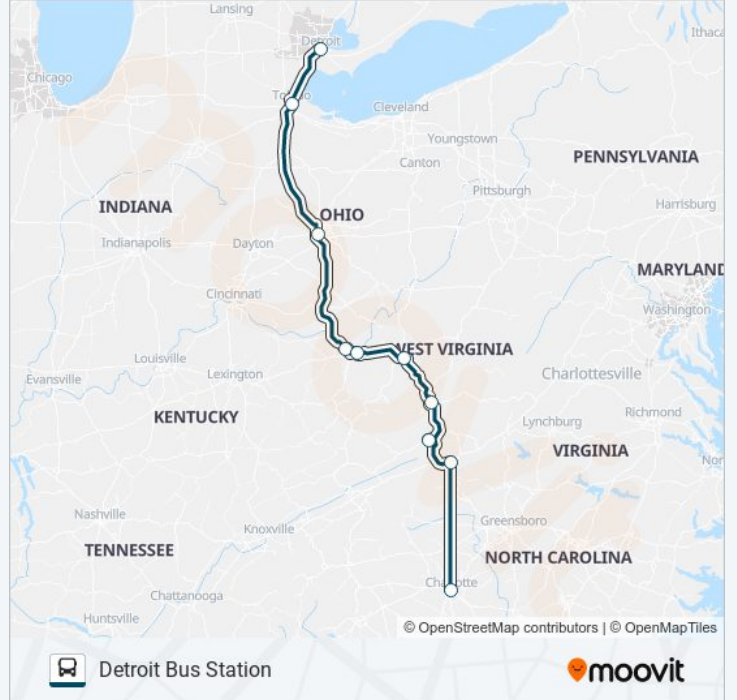 Lansing
Ithaca
Detroit
Chicago
Cleveland
Youngstown
PENNSYLVANIA
Canton
Pittsburgh
INDIANA
OHIO
Harrisburg
Indianapolis
Dayton
MARYLAND
Cincinnati
Washington
WEST VIRGINIA
Louisville
Lexington
Charlottesville
Evansville
KENTUCKY
Richmond
Lynchburg
VIRGINIA
Nor
Nashville
Greensboro
Knoxville
TENNESSEE
NORTH CAROLINA
Charlotte
Chattanooga
Huntsville
© OpenStreetMap contributors | © OpenMapTiles
Detroit Bus Station
moovit